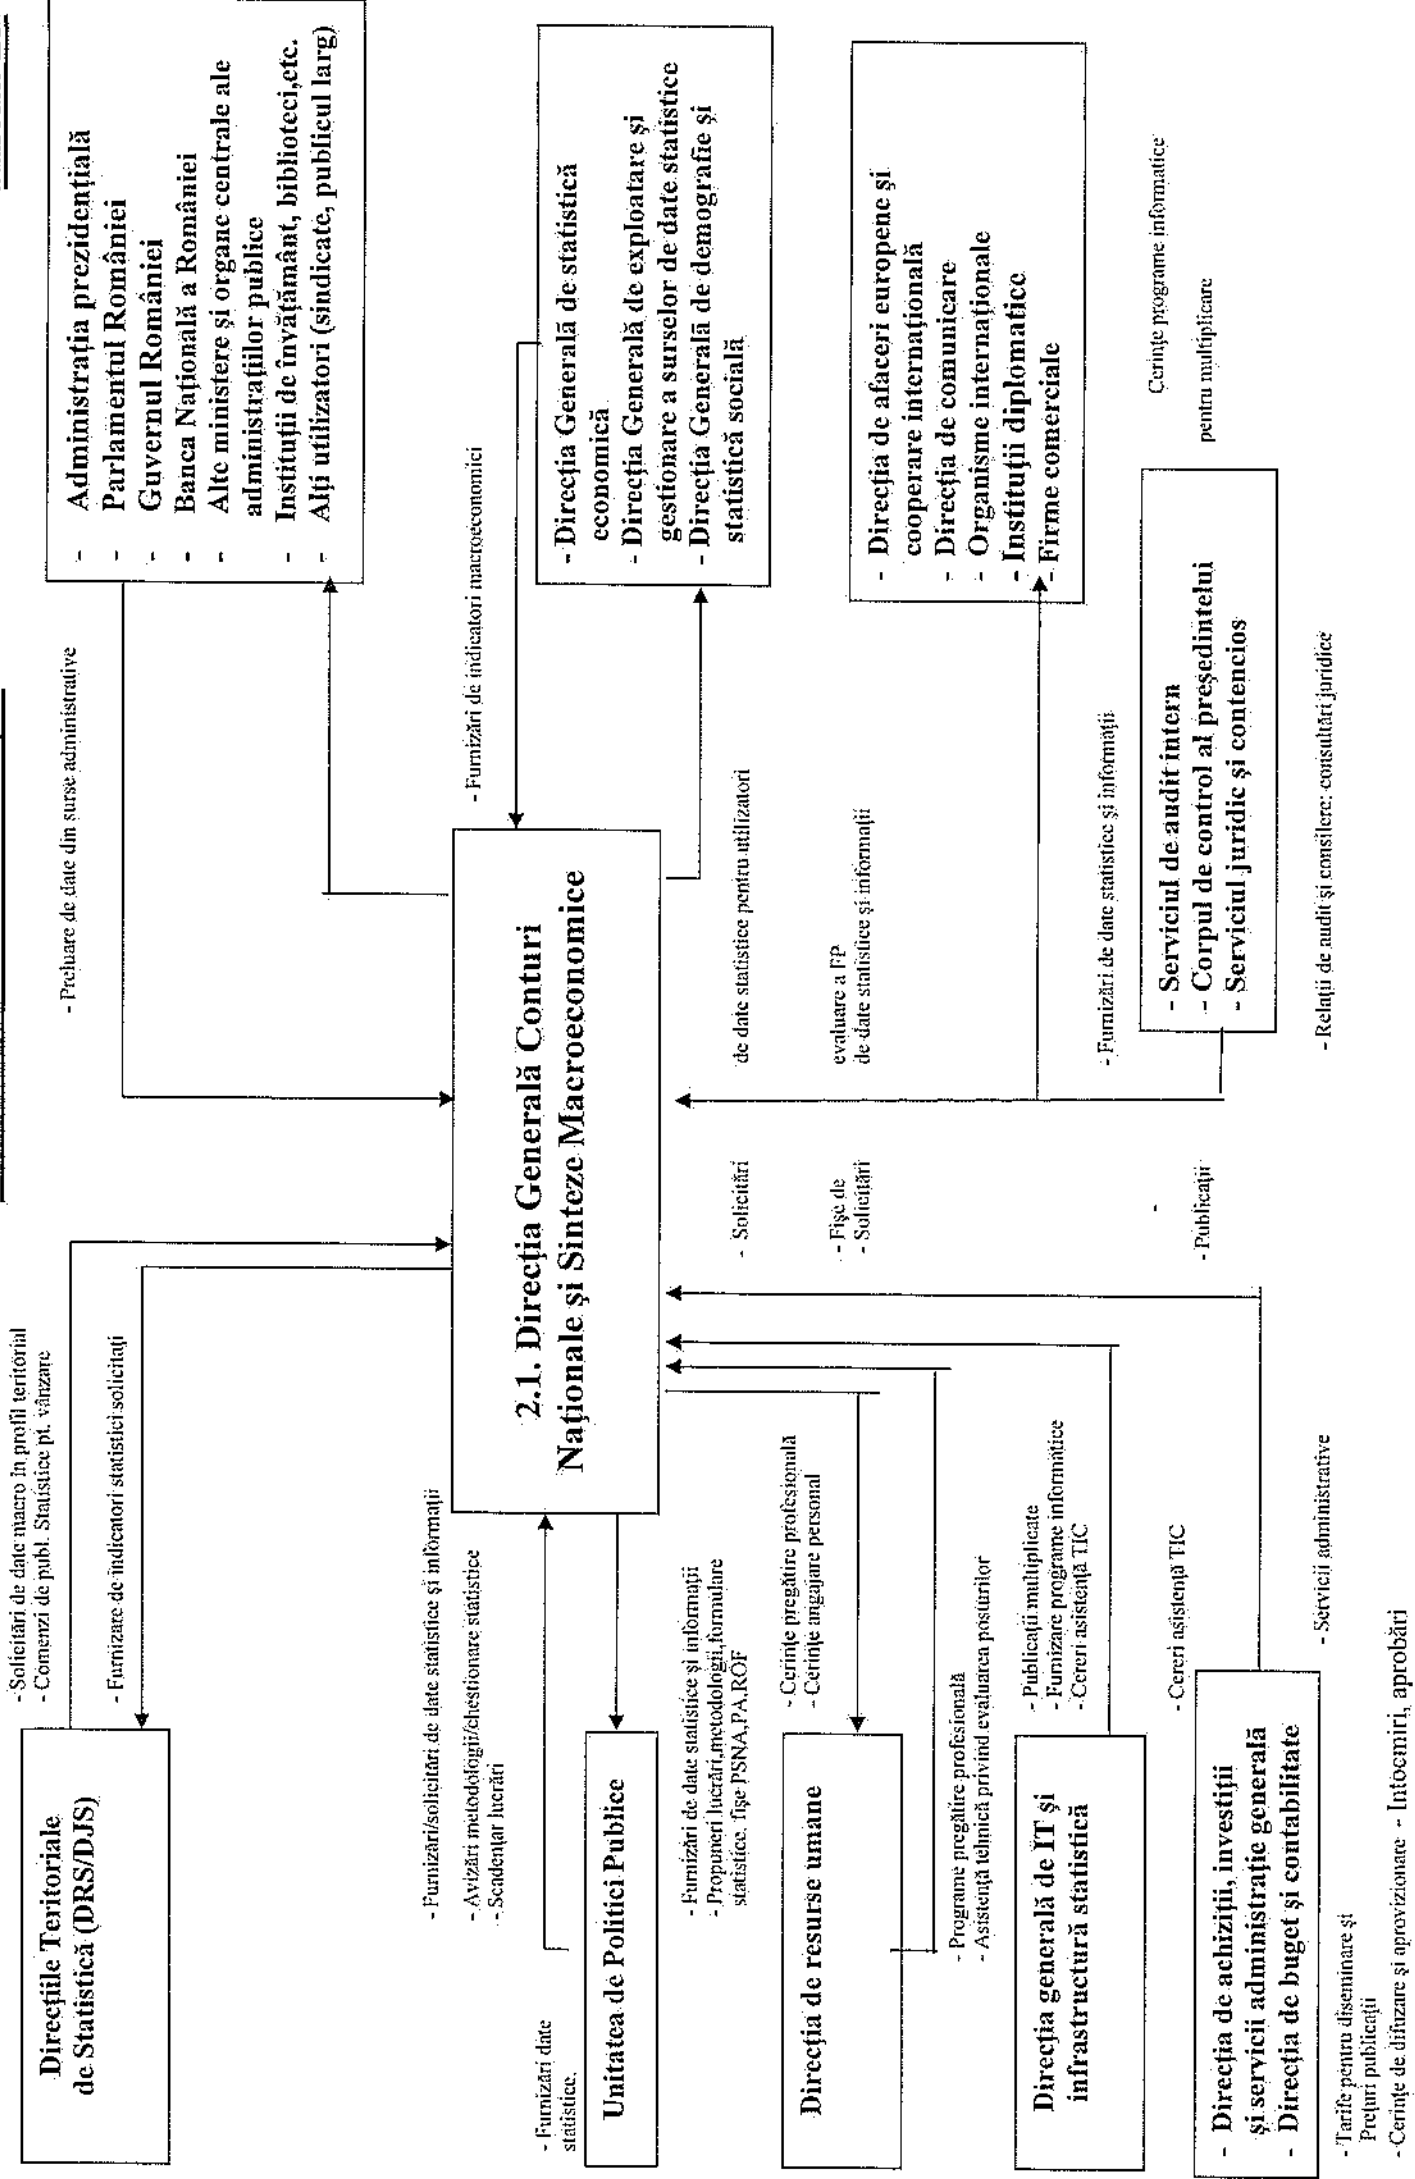 - Solicitări de date macro în profil teritorial
- Comenzi de publ. Statistice pt. vânzare
- Furnizare de indicatori statistici solicitați
Direcțiile Teritoriale
de Statistică (DRS/DJS)
- Preluare de date din surse administrative
- Administrația prezidențială
- Parlamentul României
- Guvernul României
- Banca Națională a României
- Alte ministere și organe centrale ale
administrațiilor publice
- Instituții de învățământ, biblioteci,etc.
- Alți utilizatori (sindicate, publicul larg)
- Furnizări/solicitări de date statistice și informații
- Avizări metodologii/chestionare statistice
- Scadențar lucrări
- Furnizări date
statistice.
Unitatea de Politici Publice
- Furnizări de date statistice și informații
- Propuneri lucrări,metodologii,formulare
statistice, fișe PSNA,PA,ROF
2.1. Direcția Generală Conturi
Naționale și Sinteze Macroeconomice
- Furnizări de indicatori macroeconomici
- Direcția Generală de statistică
economică
- Direcția Generală de exploatare și
gestionare a surselor de date statistice
- Direcția Generală de demografie și
statistică socială
- Solicitări de date statistice pentru utilizatori
- Fișe de evaluare a FP
- Solicitări de date statistice și informații
- Cerințe pregătire profesională
- Cerințe angajare personal
Direcția de resurse umane
- Programe pregătire profesională
- Asistență tehnică privind evaluarea posturilor
- Direcția de afaceri europene și
cooperare internațională
- Direcția de comunicare
- Organisme internaționale
- Instituții diplomatice
- Firme comerciale
- Publicații multiplicate
- Furnizare programe informatice
- Cereri asistență TIC
Direcția generală de IT și
infrastructură statistică
- Cereri asistență TIC
- Furnizări de date statistice și informații
Cerințe programe informatice
- Publicații pentru multiplicare
- Serviciul de audit intern
- Corpul de control al președintelui
- Serviciul juridic și contencios
- Relații de audit și consiliere: consultări juridice
- Direcția de achiziții, investiții
și servicii administrație generală
- Direcția de buget și contabilitate
- Servicii administrative
- Tarife pentru diseminare și
Prețuri publicații
- Cerințe de difuzare și aprovizionare - Intocmiri, aprobări